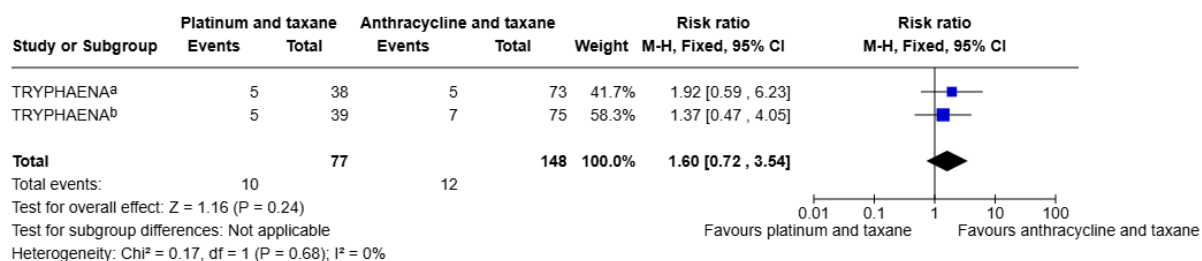 Platinum and taxane Anthracycline and taxane Risk ratio Risk ratio
Study or Subgroup Events Total Events Total Weight M-H, Fixed, 95% CI M-H, Fixed, 95% CI
TRYPHAENAᵃ 5 38 5 73 41.7% 1.92 [0.59 , 6.23]
TRYPHAENAᵇ 5 39 7 75 58.3% 1.37 [0.47 , 4.05]
Total 77 148 100.0% 1.60 [0.72 , 3.54]
Total events: 10 12
Test for overall effect: Z = 1.16 (P = 0.24)
0.01 0.1 1 10 100
Test for subgroup differences: Not applicable
Favours platinum and taxane Favours anthracycline and taxane
Heterogeneity: Chi² = 0.17, df = 1 (P = 0.68); I² = 0%